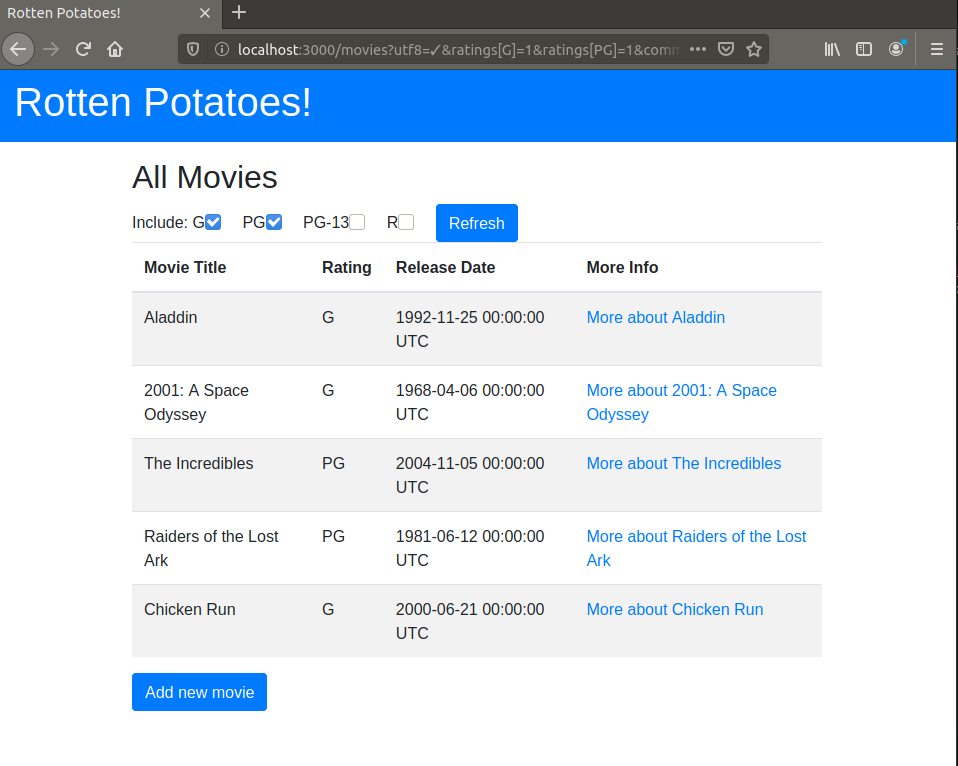 Rotten Potatoes!
localhost:3000/movies?utf8=✓&ratings[G]=1&ratings[PG]=1&comm
Rotten Potatoes!
All Movies
Include: G PG PG-13 R Refresh
Movie Title Rating Release Date More Info
Aladdin G 1992-11-25 00:00:00 More about Aladdin
UTC
2001: A Space G 1968-04-06 00:00:00 More about 2001: A Space
Odyssey UTC Odyssey
The Incredibles PG 2004-11-05 00:00:00 More about The Incredibles
UTC
Raiders of the Lost PG 1981-06-12 00:00:00 More about Raiders of the Lost
Ark UTC Ark
Chicken Run G 2000-06-21 00:00:00 More about Chicken Run
UTC
Add new movie